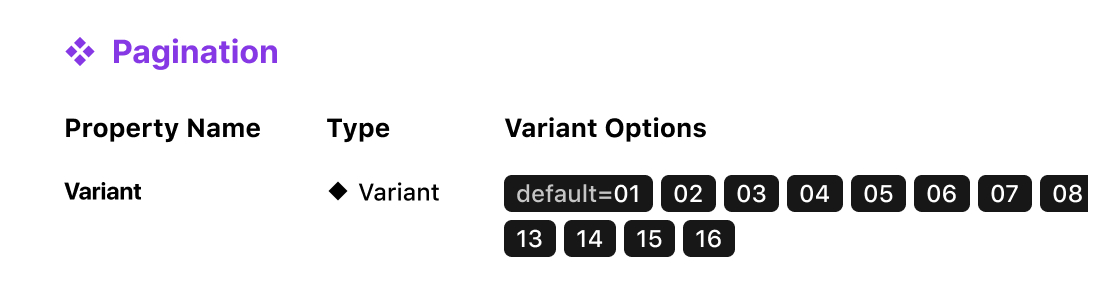 Pagination
Property Name Type Variant Options
Variant Variant default=01 02 03 04 05 06 07 08
13 14 15 16